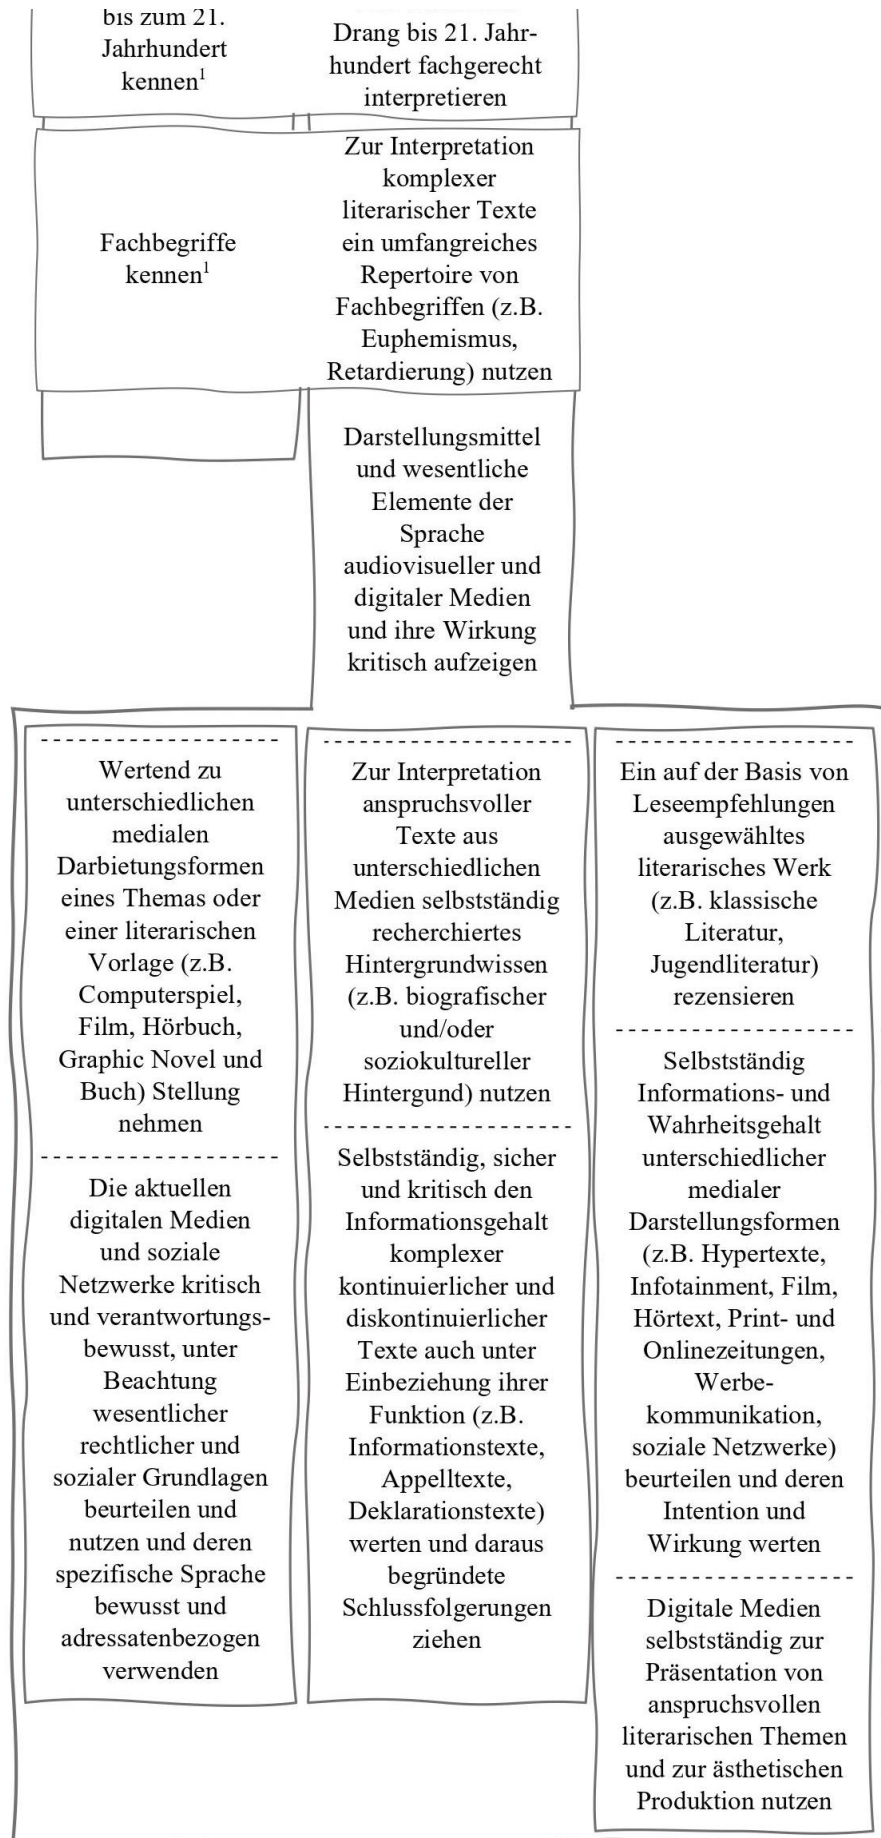 bis zum 21.
Jahrhundert
kennen¹
Drang bis 21. Jahr-
hundert fachgerecht
interpretieren
Fachbegriffe
kennen¹
Zur Interpretation
komplexer
literarischer Texte
ein umfangreiches
Repertoire von
Fachbegriffen (z.B.
Euphemismus,
Retardierung) nutzen
Darstellungsmittel
und wesentliche
Elemente der
Sprache
audiovisueller und
digitaler Medien
und ihre Wirkung
kritisch aufzeigen
Wertend zu
unterschiedlichen
medialen
Darbietungsformen
eines Themas oder
einer literarischen
Vorlage (z.B.
Computerspiel,
Film, Hörbuch,
Graphic Novel und
Buch) Stellung
nehmen
Die aktuellen
digitalen Medien
und soziale
Netzwerke kritisch
und verantwortungs-
bewusst, unter
Beachtung
wesentlicher
rechtlicher und
sozialer Grundlagen
beurteilen und
nutzen und deren
spezifische Sprache
bewusst und
adressatenbezogen
verwenden
Zur Interpretation
anspruchsvoller
Texte aus
unterschiedlichen
Medien selbstständig
recherchiertes
Hintergrundwissen
(z.B. biografischer
und/oder
soziokultureller
Hintergund) nutzen
Selbstständig, sicher
und kritisch den
Informationsgehalt
komplexer
kontinuierlicher und
diskontinuierlicher
Texte auch unter
Einbeziehung ihrer
Funktion (z.B.
Informationstexte,
Appelltexte,
Deklarationstexte)
werten und daraus
begründete
Schlussfolgerungen
ziehen
Ein auf der Basis von
Leseempfehlungen
ausgewähltes
literarisches Werk
(z.B. klassische
Literatur,
Jugendliteratur)
rezensieren
Selbstständig
Informations- und
Wahrheitsgehalt
unterschiedlicher
medialer
Darstellungsformen
(z.B. Hypertexte,
Infotainment, Film,
Hörtext, Print- und
Onlinezeitungen,
Werbe-
kommunikation,
soziale Netzwerke)
beurteilen und deren
Intention und
Wirkung werten
Digitale Medien
selbstständig zur
Präsentation von
anspruchsvollen
literarischen Themen
und zur ästhetischen
Produktion nutzen